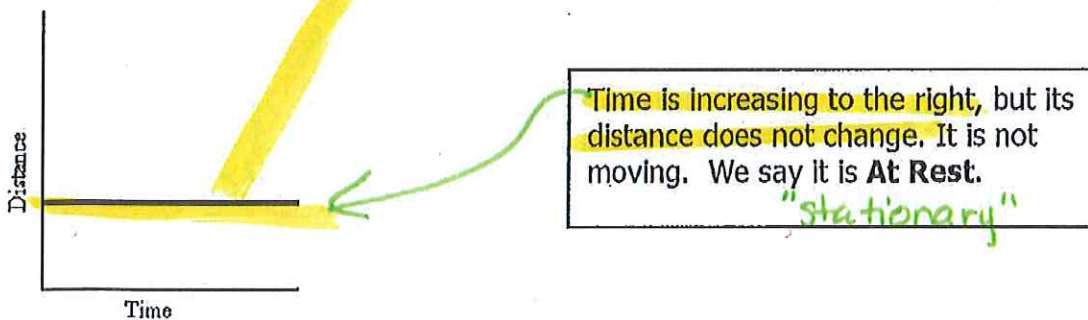 Distance
Time
Time is increasing to the right, but its
distance does not change. It is not
moving. We say it is At Rest.
"stationary"